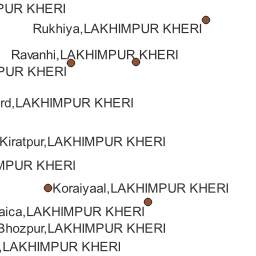 PUR KHERI
Rukhiya,LAKHIMPUR KHERI
Ravanhi,LAKHIMPUR KHERI
PUR KHERI
rd,LAKHIMPUR KHERI
Kiratpur,LAKHIMPUR KHERI
MPUR KHERI
Koraiyaal,LAKHIMPUR KHERI
aica,LAKHIMPUR KHERI
Bhozpur,LAKHIMPUR KHERI
,LAKHIMPUR KHERI